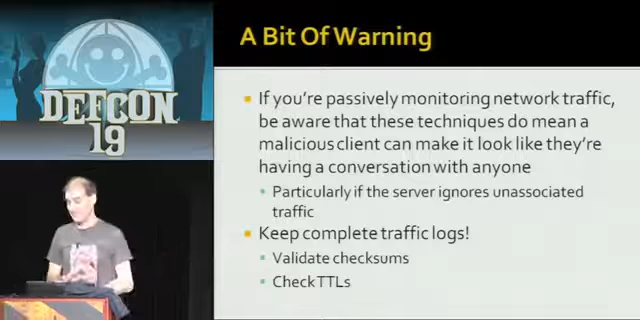 DEFCON
19
A Bit Of Warning
If you're passively monitoring network traffic,
be aware that these techniques do mean a
malicious client can make it look like they're
having a conversation with anyone
Particularly if the server ignores unassociated
traffic
Keep complete traffic logs!
Validate checksums
Check TTLs